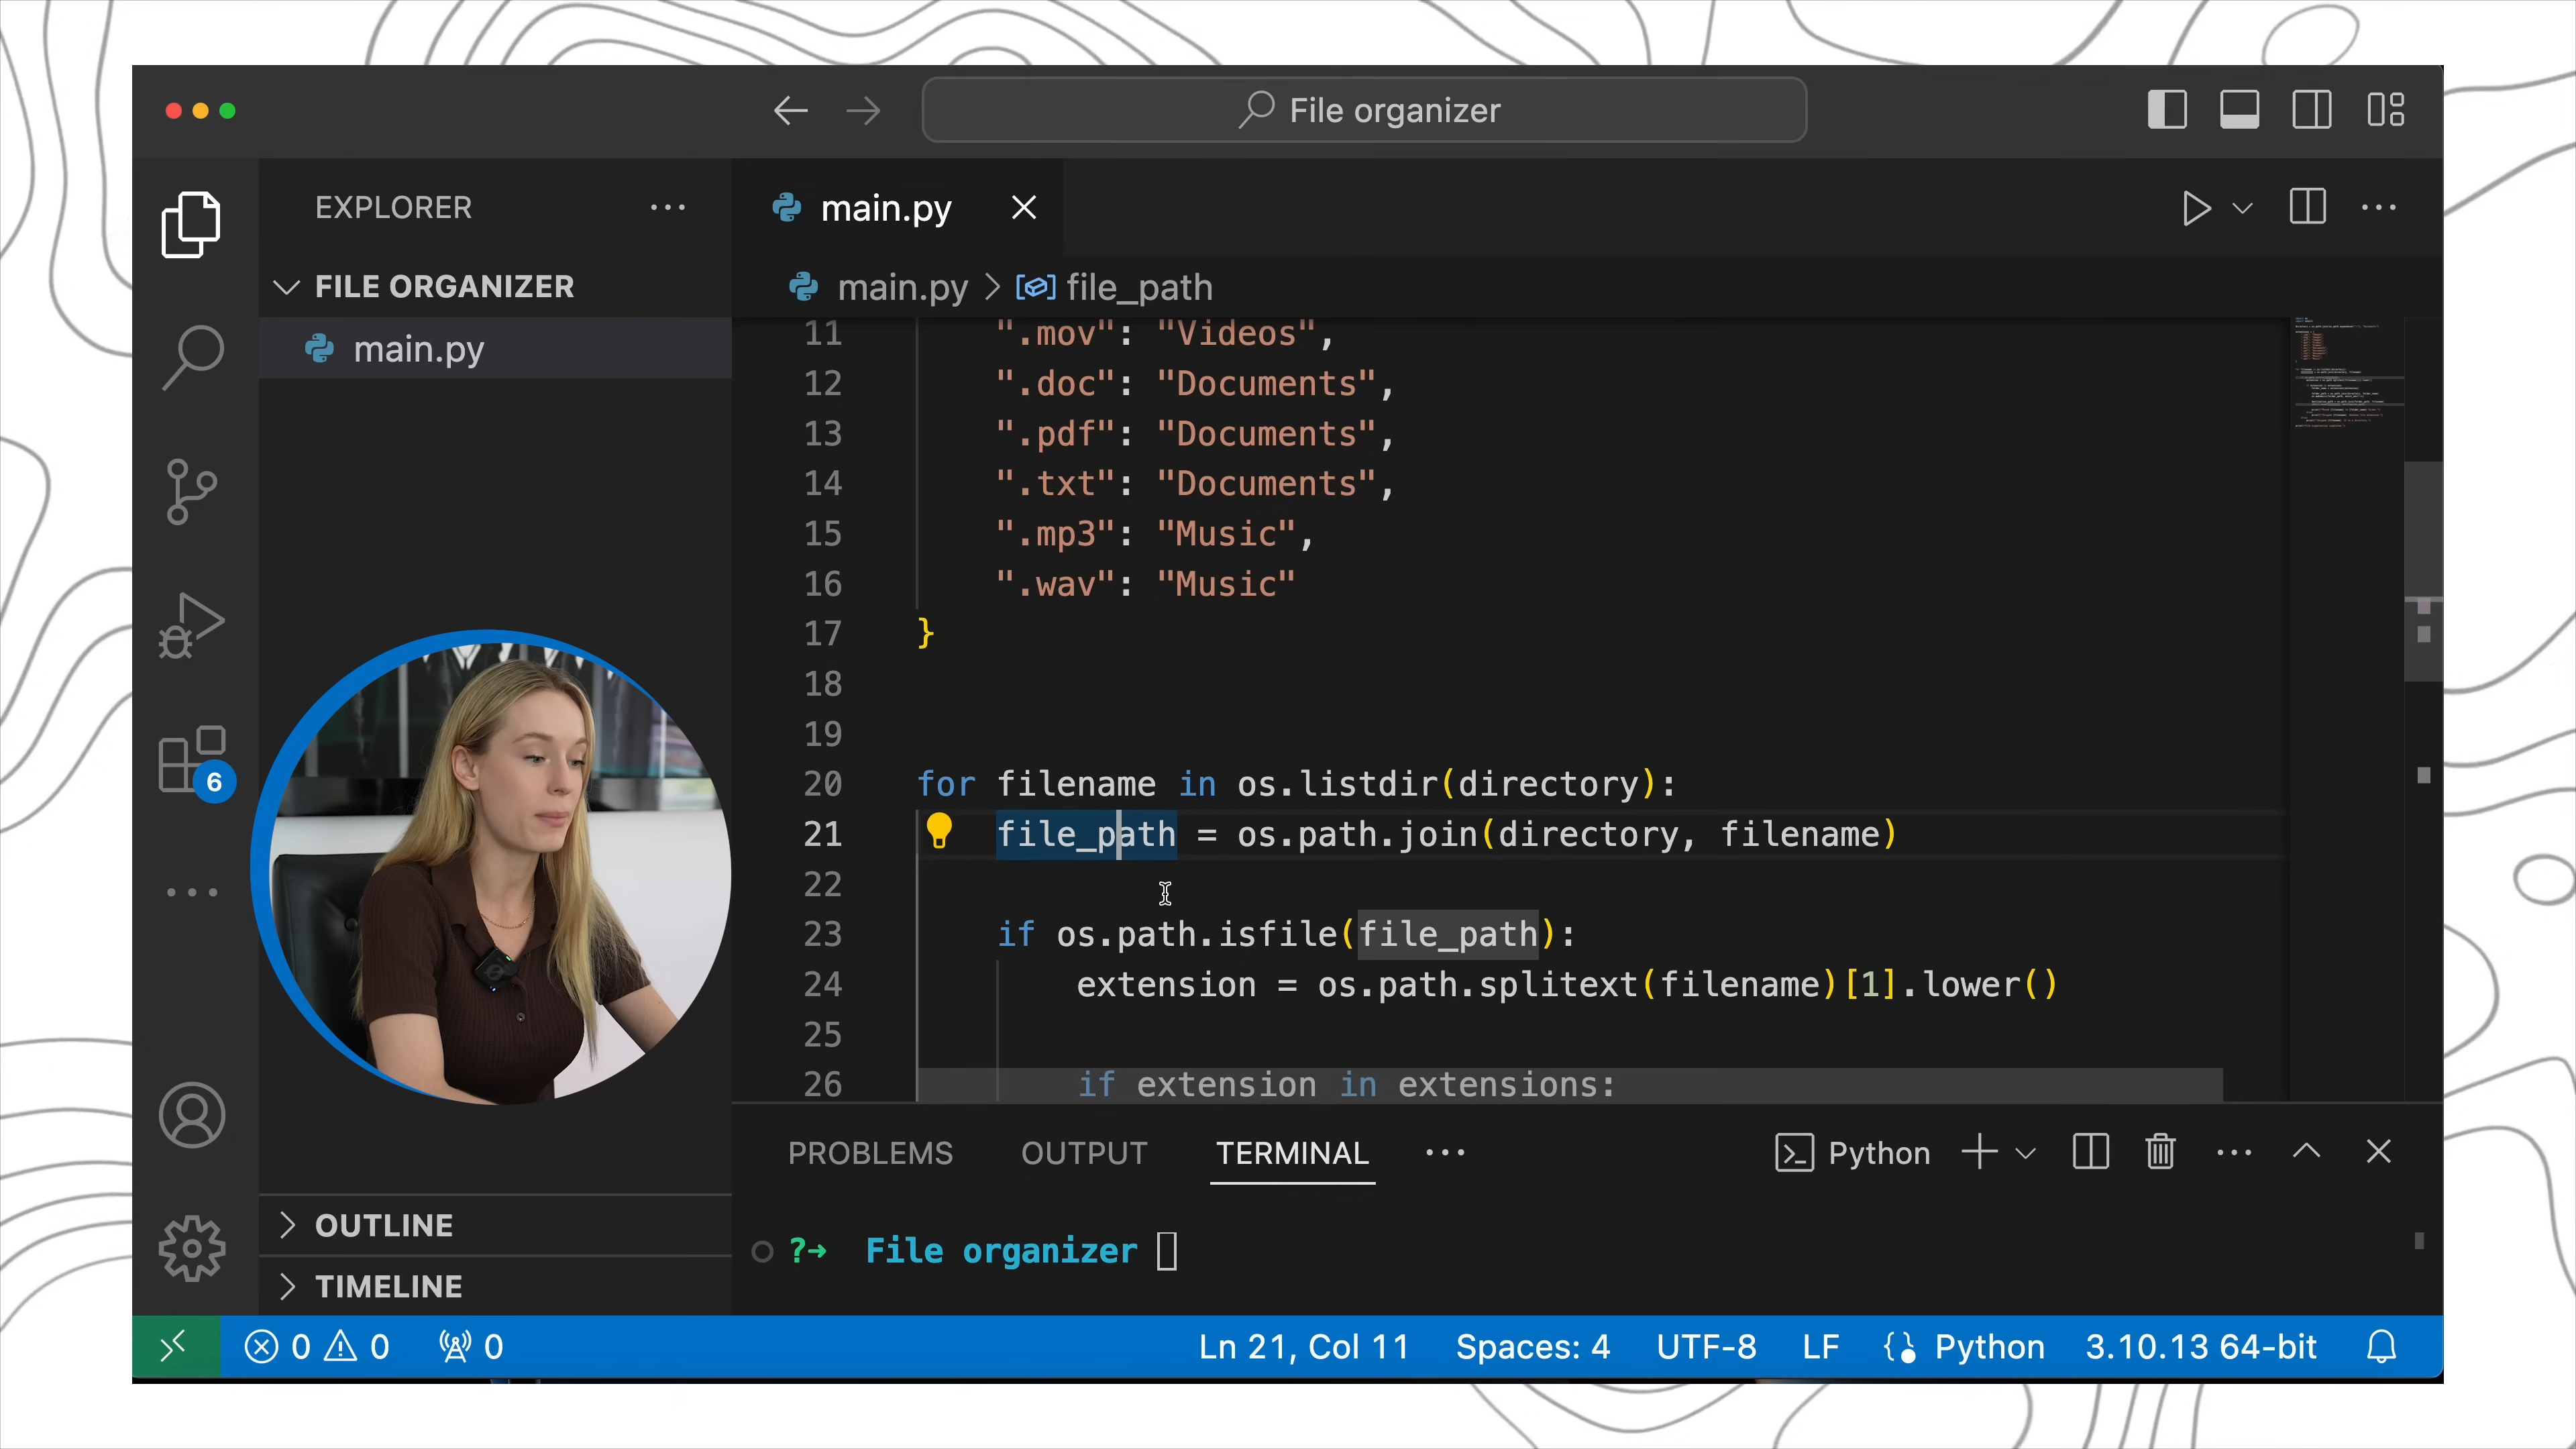 File organizer
EXPLORER
main.py
FILE ORGANIZER
main.py > file_path
main.py
11 ".mov": "Videos",
12 ".doc": "Documents",
13 ".pdf": "Documents",
14 ".txt": "Documents",
15 ".mp3": "Music",
16 ".wav": "Music"
17 }
18
19
20 for filename in os.listdir(directory):
21 file_path = os.path.join(directory, filename)
22
23 if os.path.isfile(file_path):
24 extension = os.path.splitext(filename)[1].lower()
25
26 if extension in extensions:
6
PROBLEMS OUTPUT TERMINAL ··· Python
OUTLINE
?→ File organizer
TIMELINE
0 0 0 Ln 21, Col 11 Spaces: 4 UTF-8 LF Python 3.10.13 64-bit